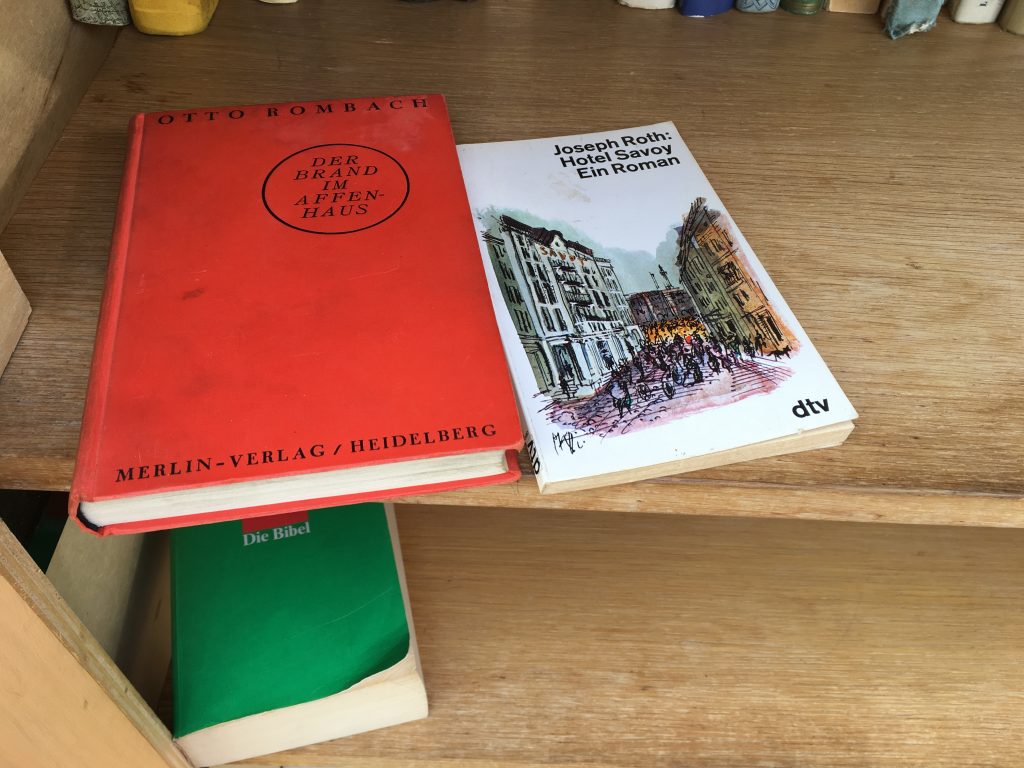 OTTO ROMBACH
DER
BRAND
IM
AFFEN-
HAUS
MERLIN-VERLAG / HEIDELBERG
Joseph Roth:
Hotel Savoy
Ein Roman
SAVOY
dtv
Die Bibel